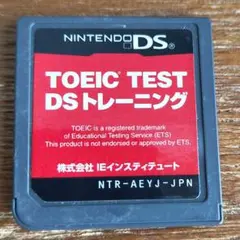 NINTENDO DS
TOEIC® TEST
DSトレーニング
TOEIC is a registered trademark
of Educational Testing Service (ETS)
This product is not endorsed or approved by ETS.
株式会社 IEインスティテュート
NTR-AEYJ-JPN